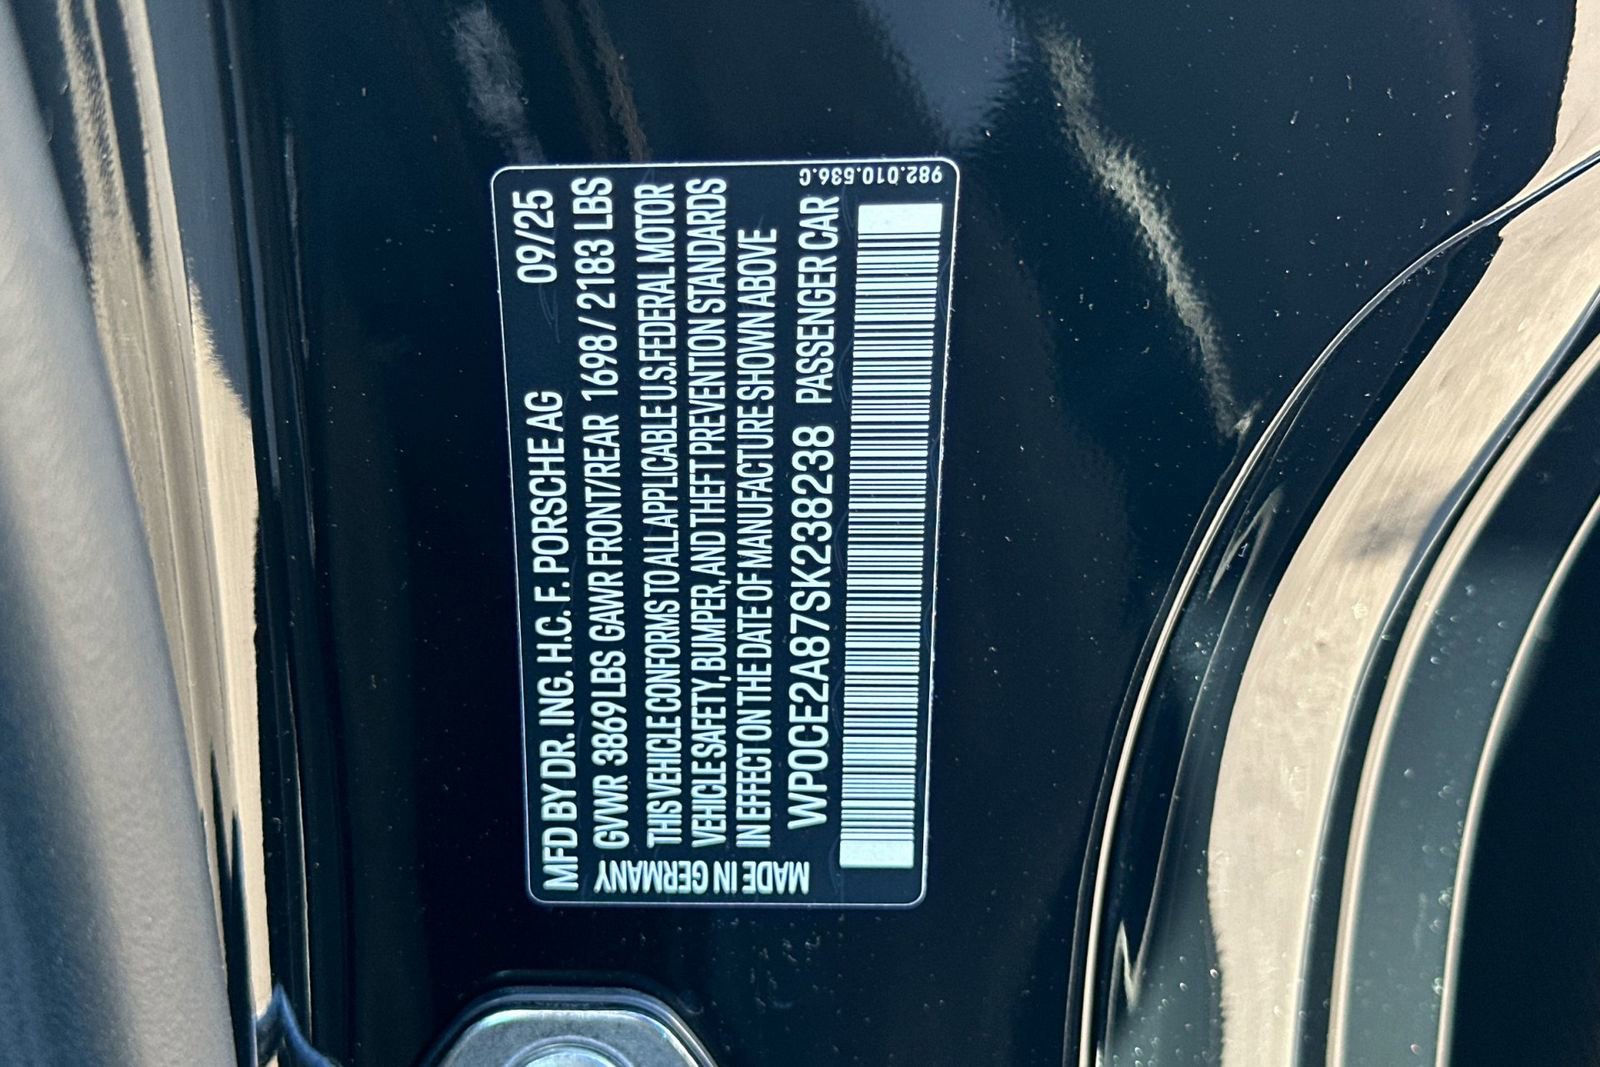 MFD BY DR. ING. H.C. F. PORSCHE AG 09/25
GVWR 3869 LBS GAWR FRONT/REAR 1698 / 2183 LBS
THIS VEHICLE CONFORMS TO ALL APPLICABLE U.S. FEDERAL MOTOR
VEHICLE SAFETY, BUMPER, AND THEFT PREVENTION STANDARDS
IN EFFECT ON THE DATE OF MANUFACTURE SHOWN ABOVE
WP0CE2A87SK238238 PASSENGER CAR
MADE IN GERMANY
982.010.536.C